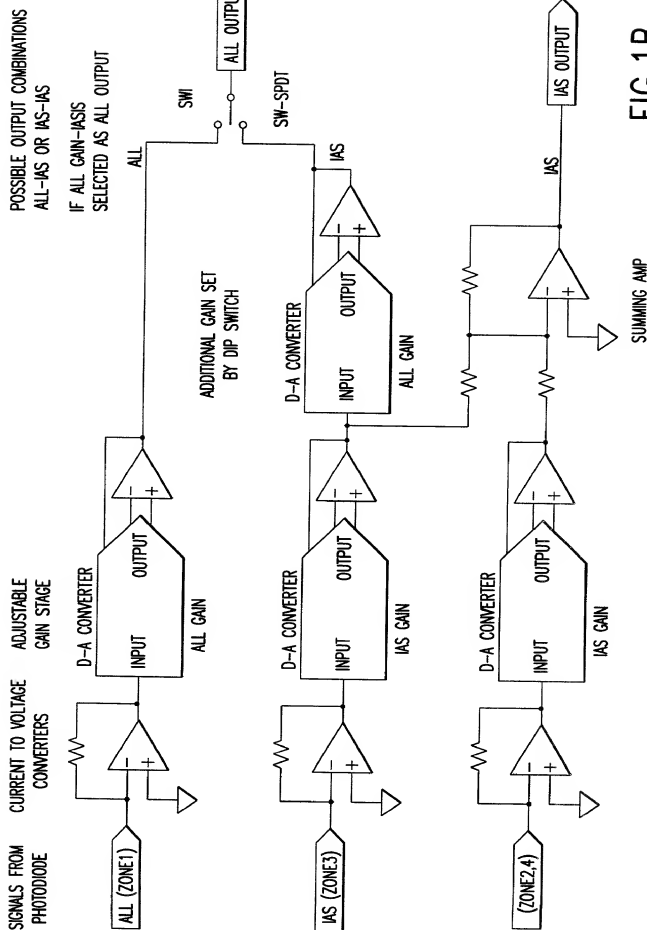 SIGNALS FROM
PHOTODIODE
CURRENT TO VOLTAGE
CONVERTERS
ADJUSTABLE
GAIN STAGE
POSSIBLE OUTPUT COMBINATIONS
ALL-IAS OR IAS-IAS
IF ALL GAIN-IASIS
SELECTED AS ALL OUTPUT
ALL (ZONE1)
-
+
D-A CONVERTER
INPUT
OUTPUT
ALL GAIN
-
+
ALL
SWI
SW-SPDT
ALL OUTPUT
ADDITIONAL GAIN SET
BY DIP SWITCH
IAS (ZONE3)
-
+
D-A CONVERTER
INPUT
OUTPUT
IAS GAIN
-
+
D-A CONVERTER
INPUT
OUTPUT
ALL GAIN
-
+
IAS
(ZONE2,4)
-
+
D-A CONVERTER
INPUT
OUTPUT
IAS GAIN
-
+
-
+
SUMMING AMP
IAS
IAS OUTPUT